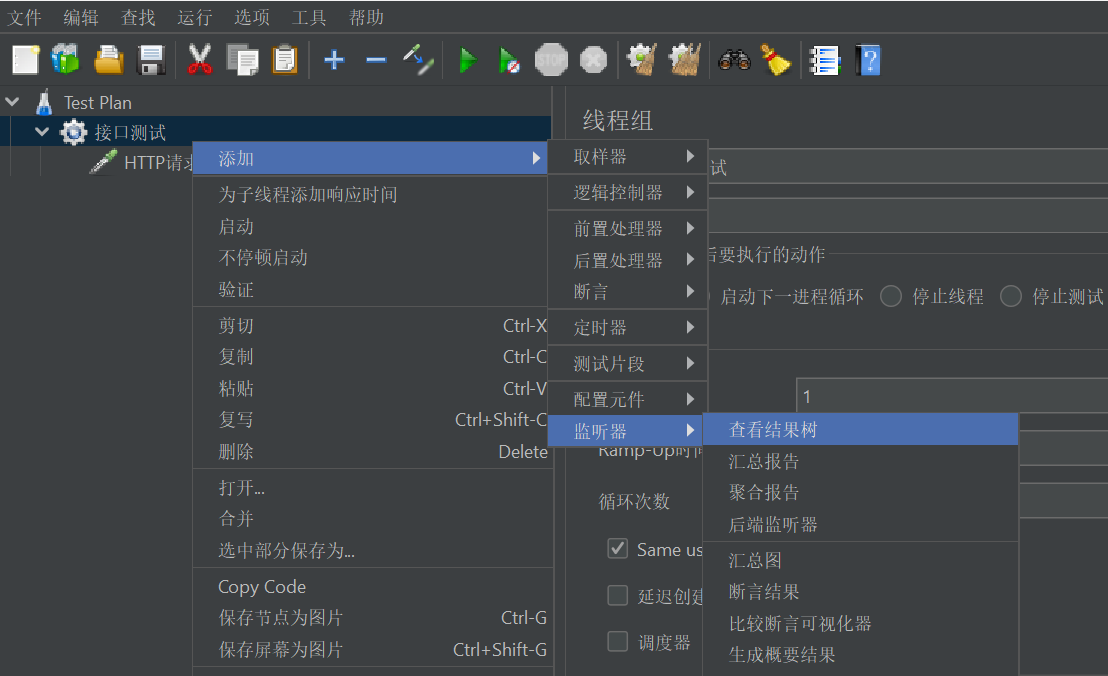 文件 编辑 查找 运行 选项 工具 帮助
STOP
Test Plan
接口测试
HTTP请求
添加
为子线程添加响应时间
启动
不停顿启动
验证
剪切 Ctrl-X
复制 Ctrl-C
粘贴 Ctrl-V
复写 Ctrl+Shift-C
删除 Delete
打开...
合并
选中部分保存为...
Copy Code
保存节点为图片 Ctrl-G
保存屏幕为图片 Ctrl+Shift-G
取样器
逻辑控制器
前置处理器
后置处理器
断言
定时器
测试片段
配置元件
监听器
查看结果树
汇总报告
聚合报告
后端监听器
汇总图
断言结果
比较断言可视化器
生成概要结果
线程组
试
后要执行的动作
启动下一进程循环 停止线程 停止测试
1
Ramp-Up时间
循环次数
Same us
延迟创建
调度器